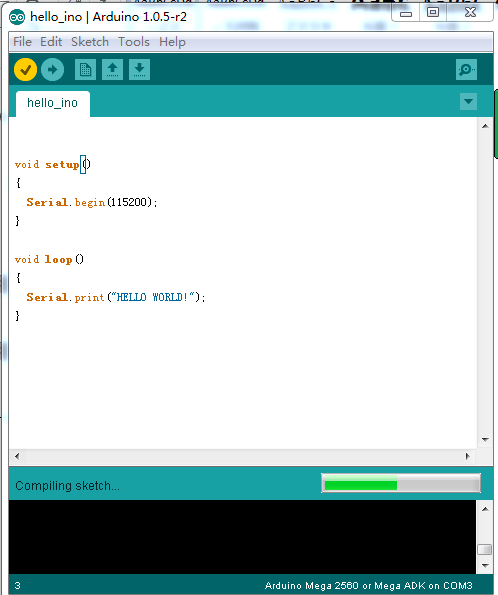 hello_ino | Arduino 1.0.5-r2
File Edit Sketch Tools Help
hello_ino
void setup()
{
Serial.begin(115200);
}
void loop()
{
Serial.print("HELLO WORLD!");
}
Compiling sketch...
3
Arduino Mega 2560 or Mega ADK on COM3